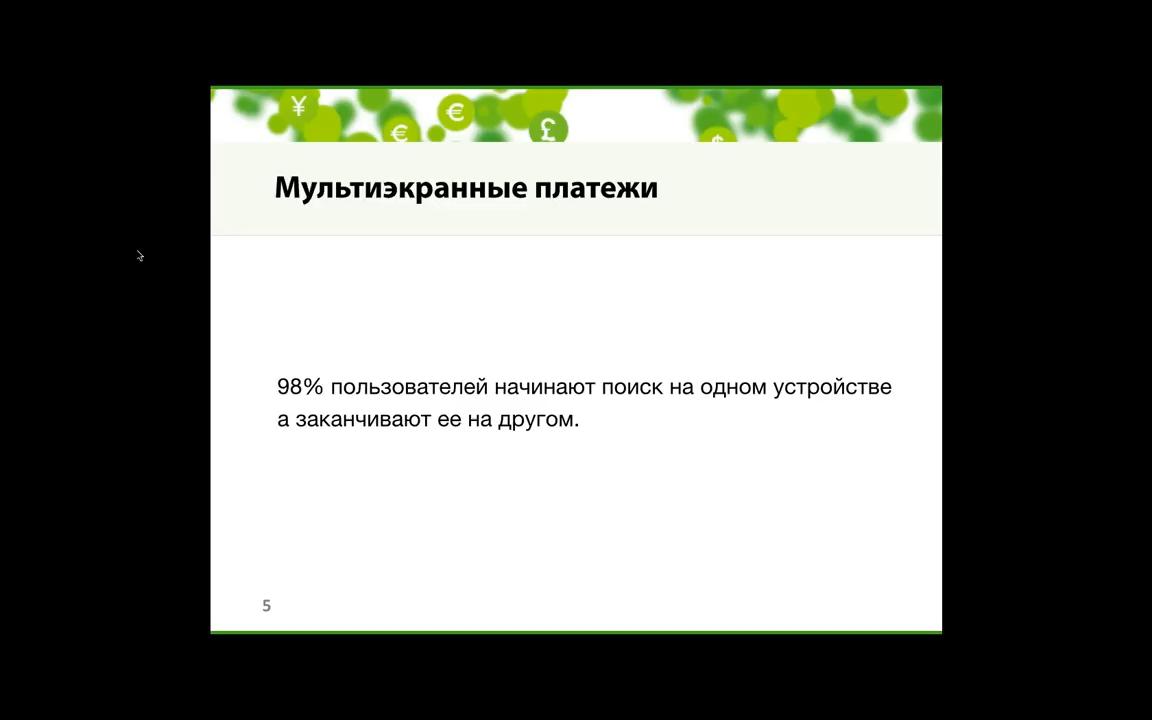 ¥ € € £ $
Мультиэкранные платежи
98% пользователей начинают поиск на одном устройстве
а заканчивают ее на другом.
5